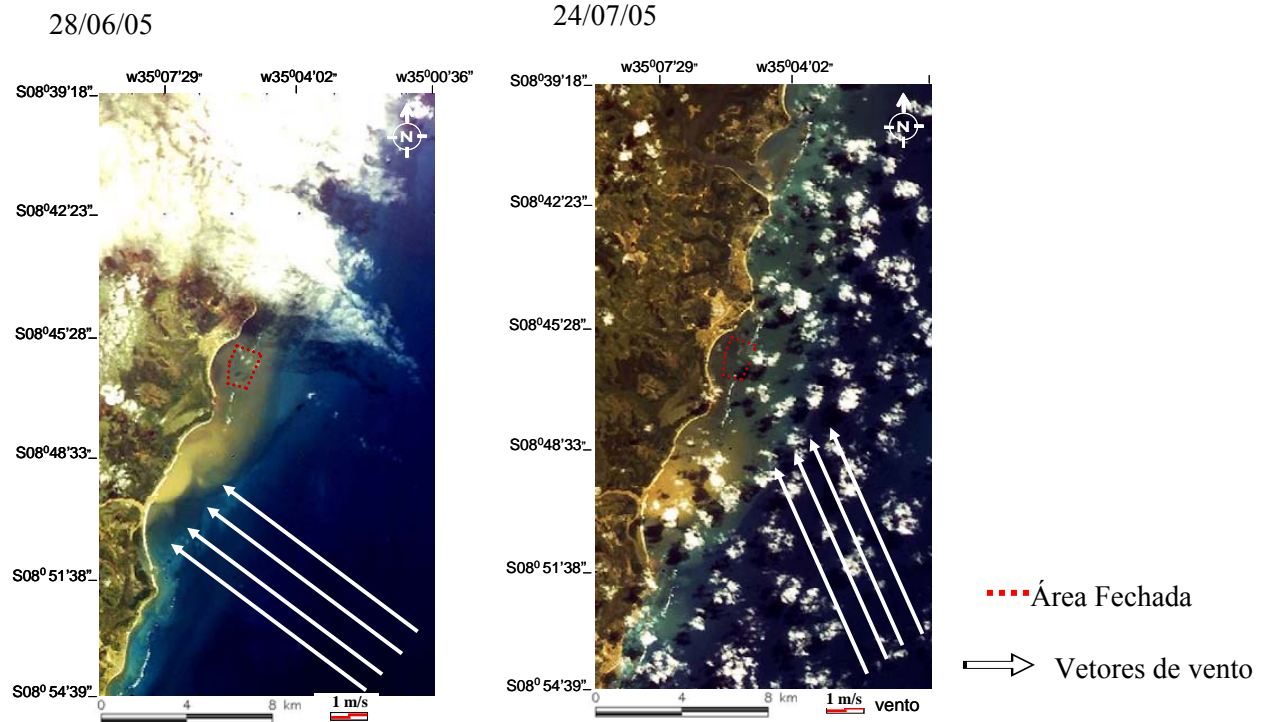 28/06/05
w35⁰07'29" w35⁰04'02" w35⁰00'36"
S08⁰39'18"
S08⁰42'23"
S08⁰45'28"
S08⁰48'33"
S08⁰ 51'38"
S08⁰ 54'39"
N
0 4 8 km
1 m/s
24/07/05
w35⁰07'29" w35⁰04'02"
S08⁰39'18"
S08⁰42'23"
S08⁰45'28"
S08⁰48'33"
S08⁰ 51'38"
S08⁰ 54'39"
N
0 4 8 km
1 m/s vento
Área Fechada
Vetores de vento